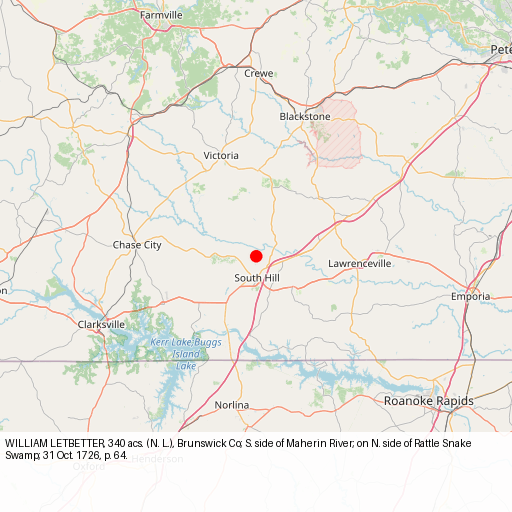 Farmville
Pete
Crewe
Blackstone
Victoria
Chase City
Lawrenceville
South Hill
on
Emporia
Clarksville
Kerr Lake
Buggs
Island
Lake
Norlina
Roanoke Rapids
WILLIAM LETBETTER, 340 acs. (N. L.), Brunswick Co; S. side of Maherin River; on N. side of Rattle Snake
Swamp; 31 Oct. 1726, p. 64.
Oxford
Henderson